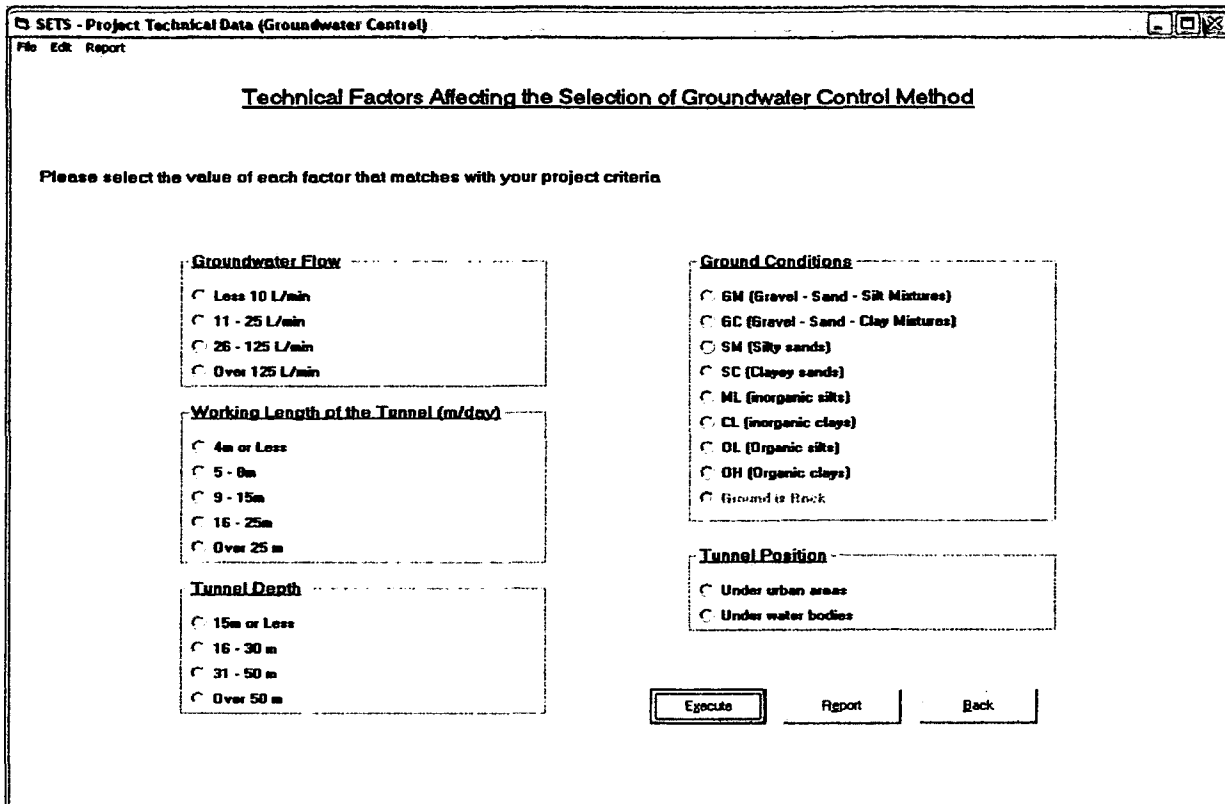 SETS - Project Technical Data (Groundwater Control)
File Edit Report
Technical Factors Affecting the Selection of Groundwater Control Method
Please select the value of each factor that matches with your project criteria
Groundwater Flow
Less 10 L/min
11 - 25 L/min
26 - 125 L/min
Over 125 L/min
Working Length of the Tunnel (m/day)
4m or Less
5 - 8m
9 - 15m
16 - 25m
Over 25 m
Tunnel Depth
15m or Less
16 - 30 m
31 - 50 m
Over 50 m
Ground Conditions
GM (Gravel - Sand - Silt Mixtures)
GC (Gravel - Sand - Clay Mixtures)
SM (Silty sands)
SC (Clayey sands)
ML (inorganic silts)
CL (inorganic clays)
OL (Organic silts)
OH (Organic clays)
Ground is Rock
Tunnel Position
Under urban areas
Under water bodies
Execute Report Back